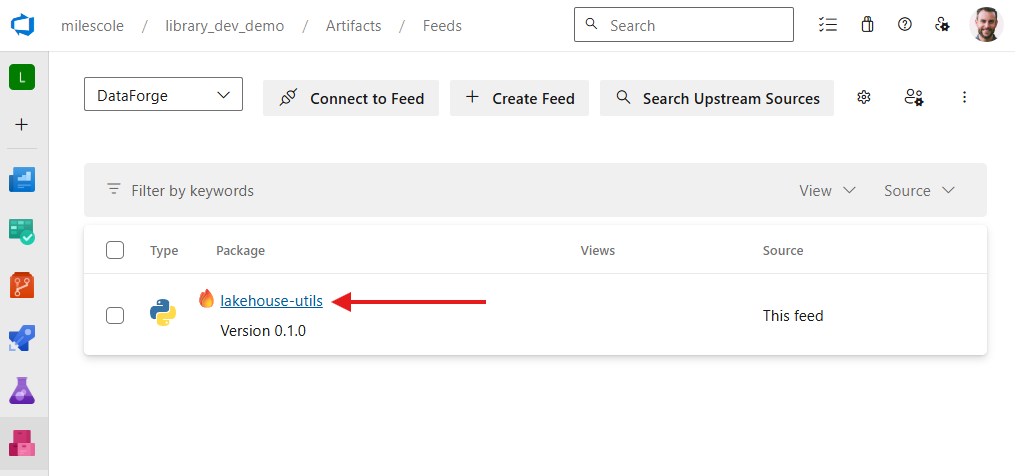 milescole / library_dev_demo / Artifacts / Feeds Search
L
DataForge Connect to Feed Create Feed Search Upstream Sources
Filter by keywords View Source
Type Package Views Source
lakehouse-utils
Version 0.1.0 This feed